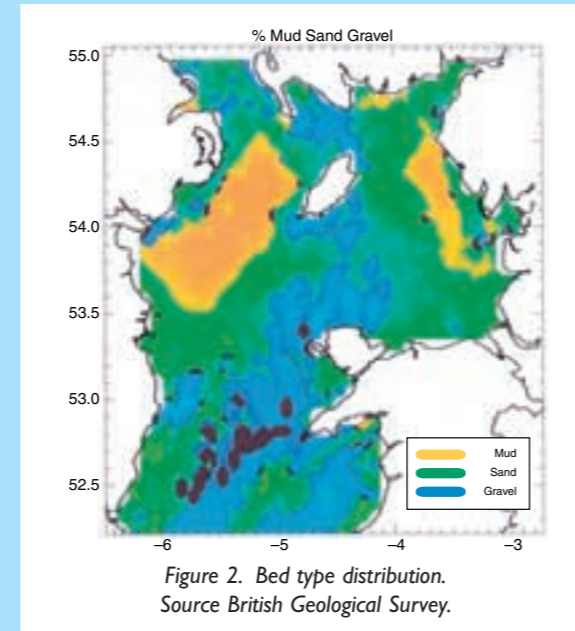 % Mud Sand Gravel
55.0
54.5
54.0
53.5
53.0
52.5
Mud
Sand
Gravel
–6
–5
–4
–3
Figure 2. Bed type distribution.
Source British Geological Survey.